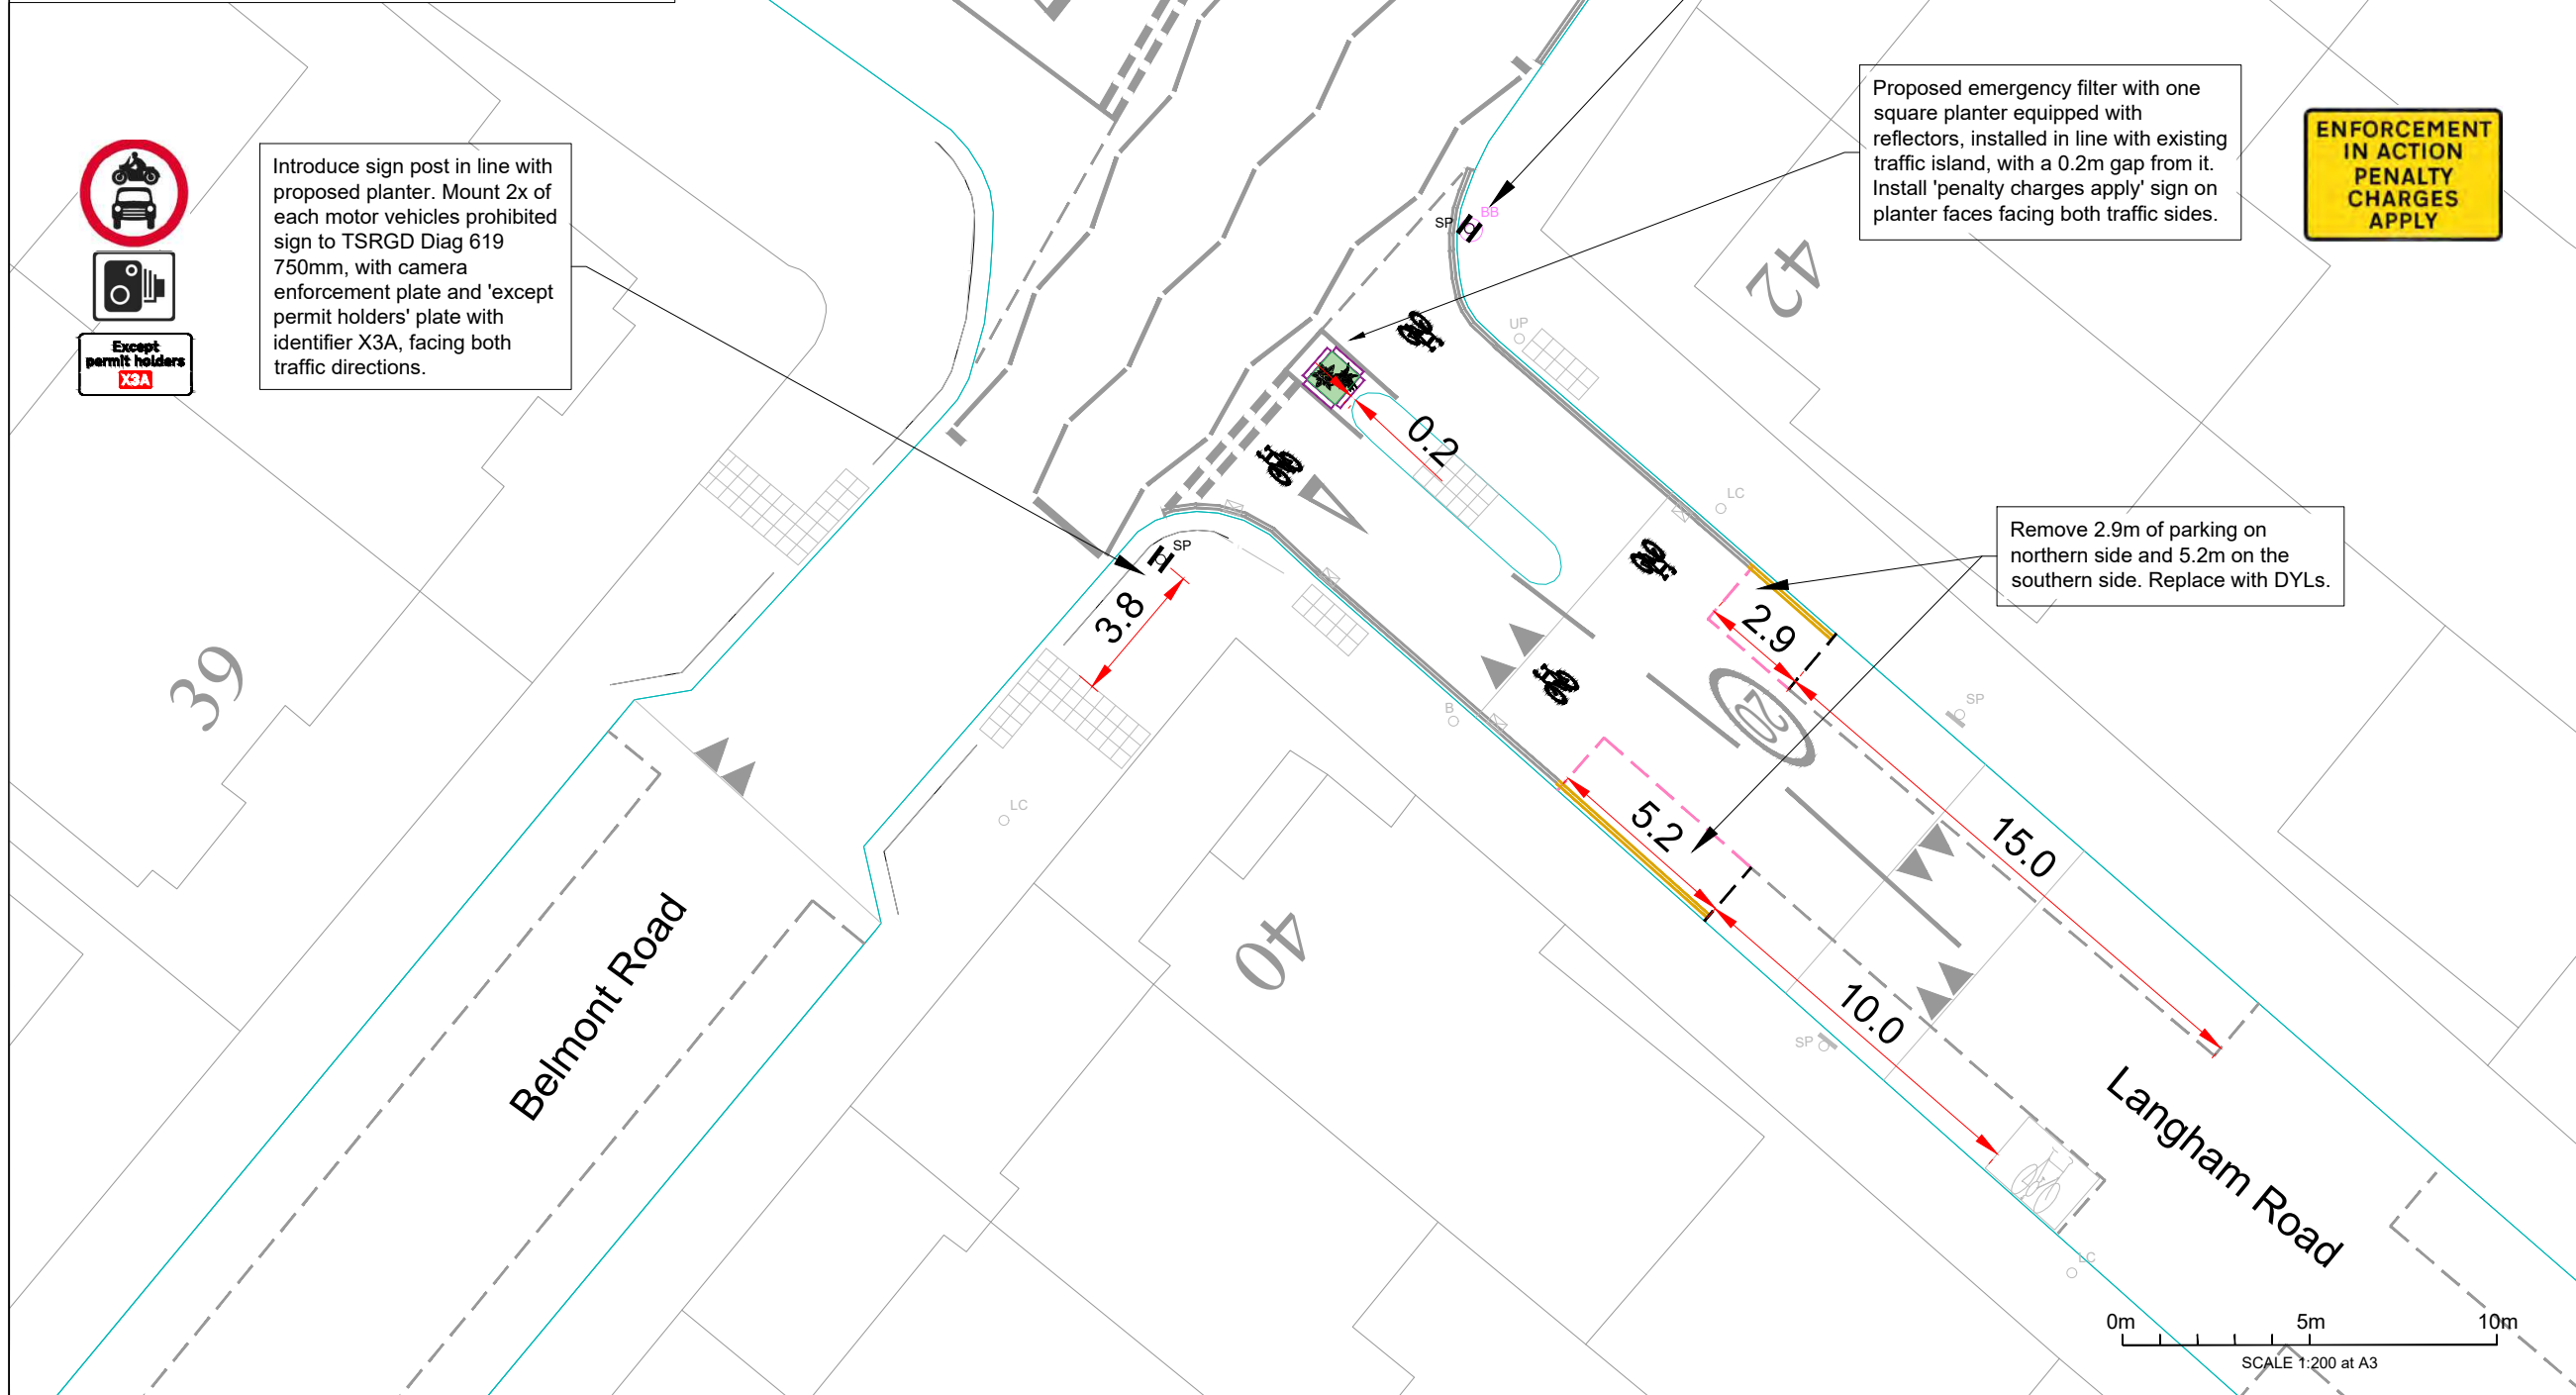 Introduce sign post in line with
proposed planter. Mount 2x of
each motor vehicles prohibited
sign to TSRGD Diag 619
750mm, with camera
enforcement plate and 'except
permit holders' plate with
identifier X3A, facing both
traffic directions.
Except
permit holders
X3A
Proposed emergency filter with one
square planter equipped with
reflectors, installed in line with existing
traffic island, with a 0.2m gap from it.
Install 'penalty charges apply' sign on
planter faces facing both traffic sides.
ENFORCEMENT
IN ACTION
PENALTY
CHARGES
APPLY
SP
BB
42
UP
0.2
LC
SP
3.8
Remove 2.9m of parking on
northern side and 5.2m on the
southern side. Replace with DYLs.
2.9
39
20
SP
B
LC
5.2
15.0
40
10.0
SP
Belmont Road
Langham Road
LC
0m
5m
10m
SCALE 1:200 at A3